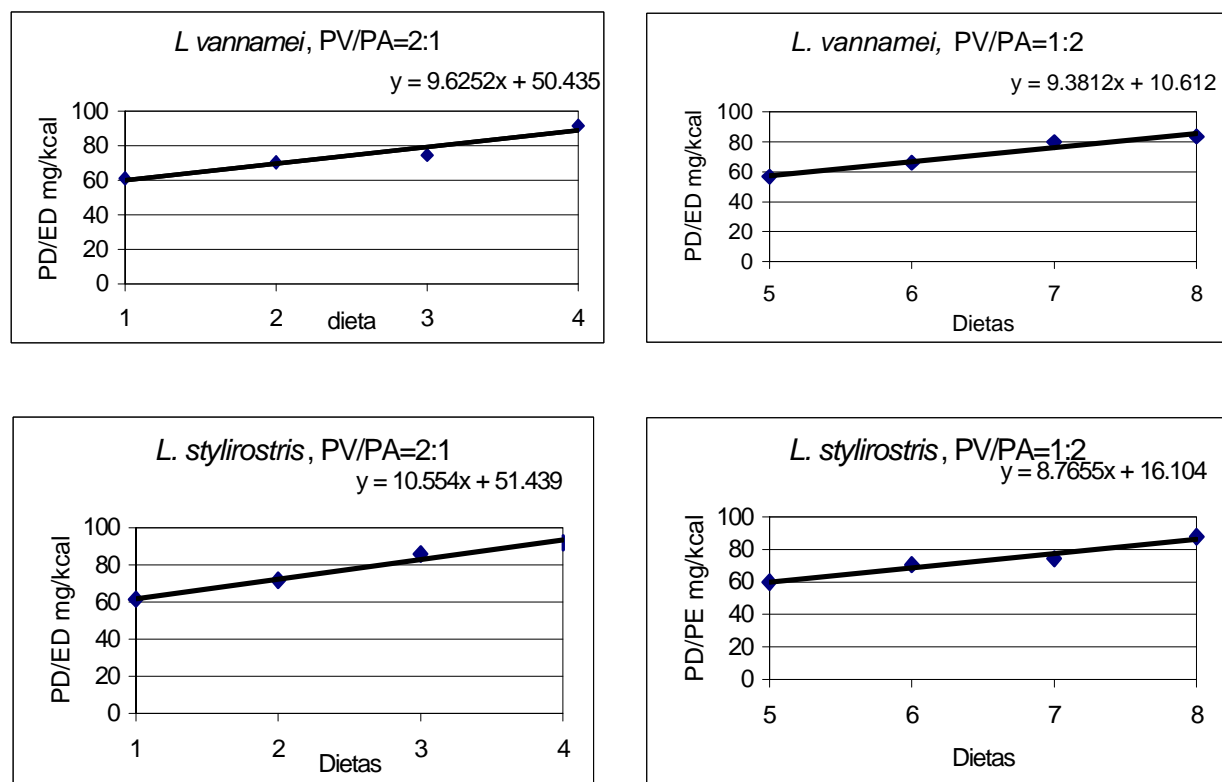 L vannamei, PV/PA=2:1
y = 9.6252x + 50.435
PD/ED mg/kcal
100
80
60
40
20
0
1 2 3 4
dieta
L. vannamei, PV/PA=1:2
y = 9.3812x + 10.612
PD/ED mg/kcal
100
80
60
40
20
0
5 6 7 8
Dietas
L. stylirostris, PV/PA=2:1
y = 10.554x + 51.439
PD/ED mg/kcal
100
80
60
40
20
0
1 2 3 4
Dietas
L. stylirostris, PV/PA=1:2
y = 8.7655x + 16.104
PD/PE mg/kcal
100
80
60
40
20
0
5 6 7 8
Dietas